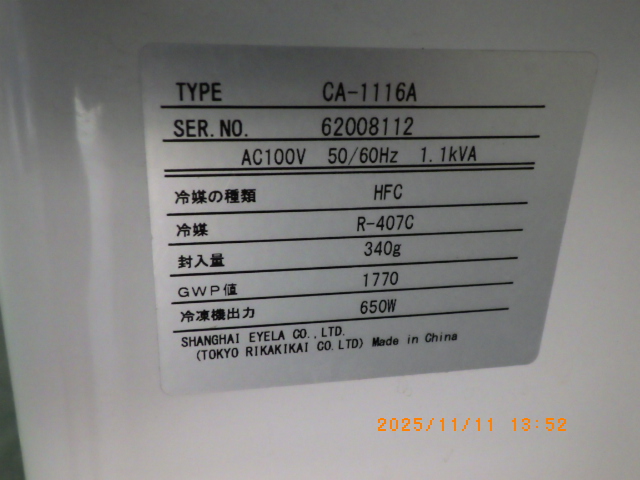 TYPE CA-1116A
SER.NO. 62008112
AC100V 50/60Hz 1.1kVA
冷媒の種類 HFC
冷媒 R-407C
封入量 340g
GWP値 1770
冷凍機出力 650W
SHANGHAI EYELA CO.,LTD.
(TOKYO RIKAKIKAI CO.LTD) Made in China
2025/11/11 13:52